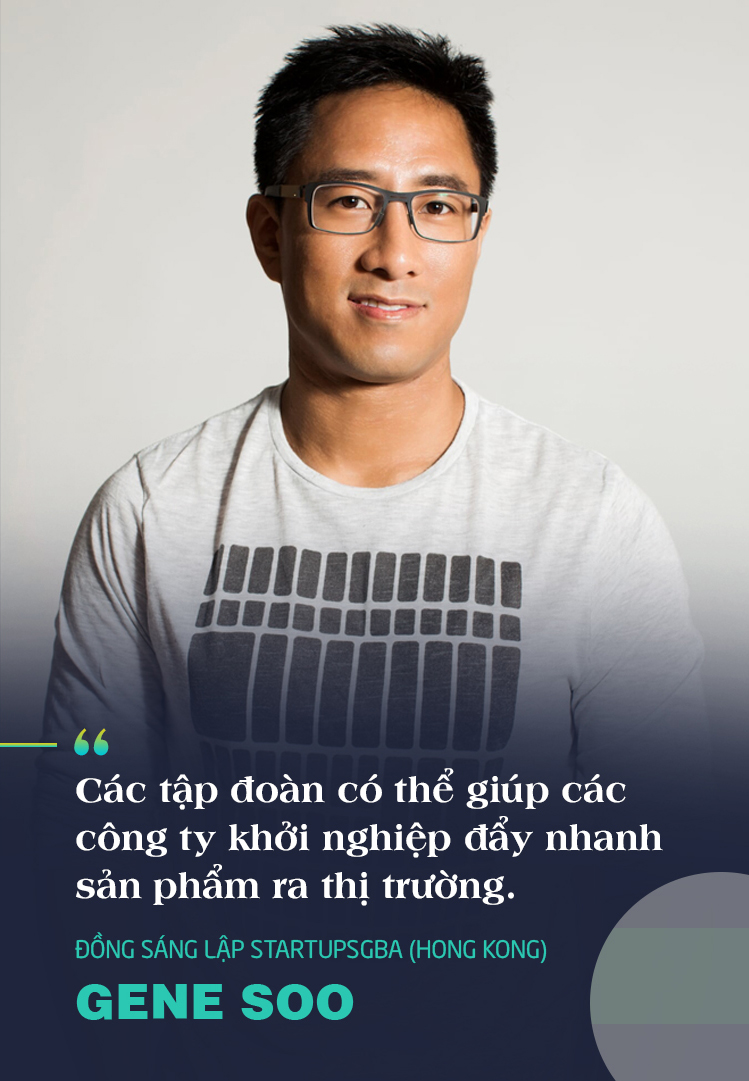 “
Các tập đoàn có thể giúp các
công ty khởi nghiệp đẩy nhanh
sản phẩm ra thị trường.
ĐỒNG SÁNG LẬP STARTUPSGBA (HONG KONG)
GENE SOO